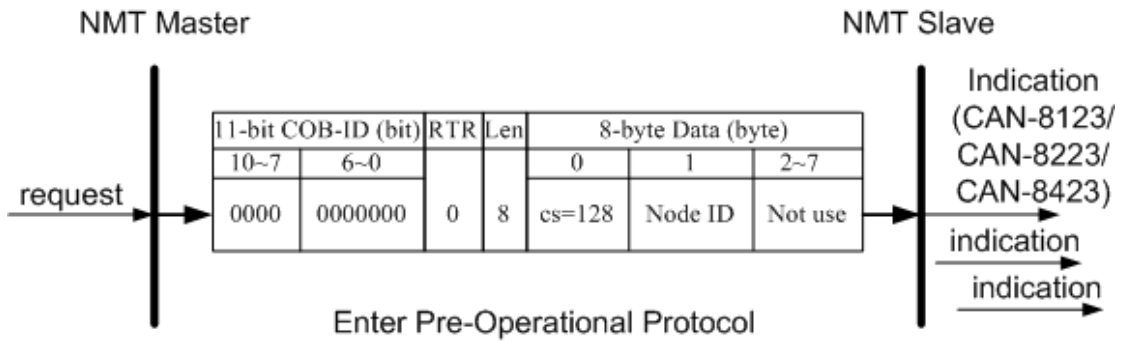 NMT Master
NMT Slave
Indication
(CAN-8123/
CAN-8223/
CAN-8423)
11-bit COB-ID (bit) RTR Len 8-byte Data (byte)
10~7 6~0 0 1 2~7
request
0000 0000000 0 8 cs=128 Node ID Not use
indication
indication
Enter Pre-Operational Protocol